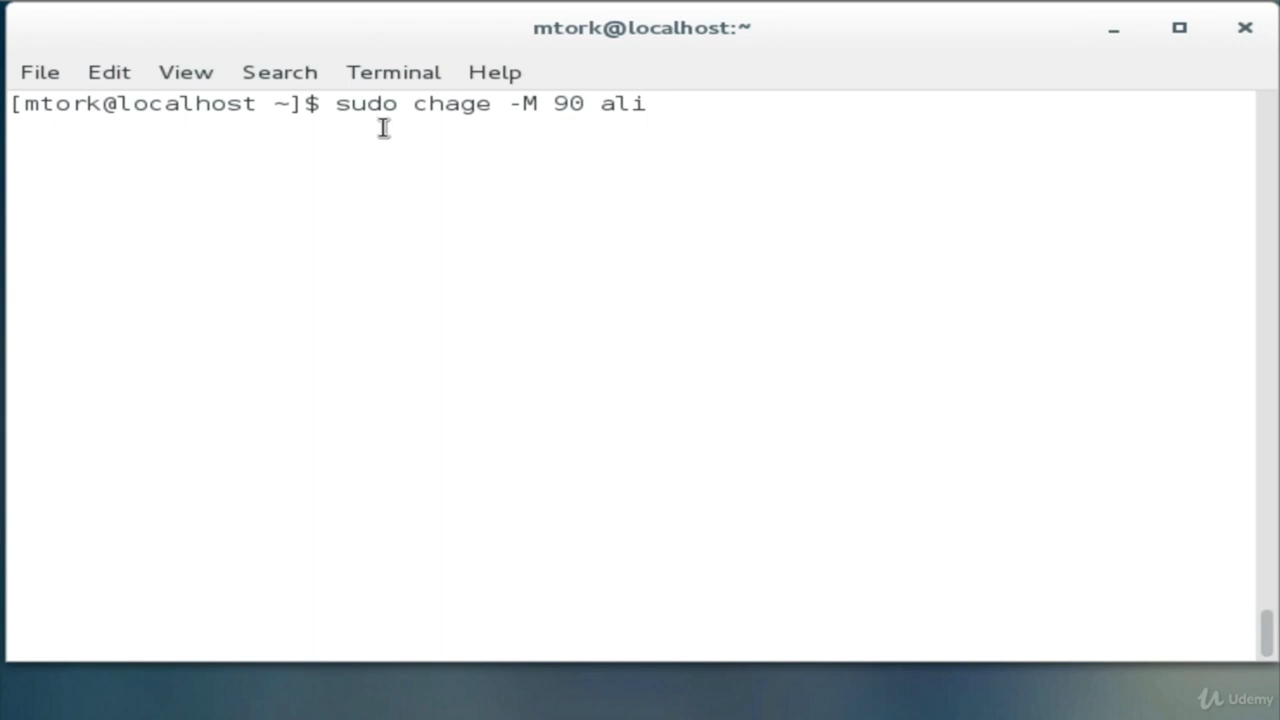 mtork@localhost:~
File Edit View Search Terminal Help
[mtork@localhost ~]$ sudo chage -M 90 ali
Udemy